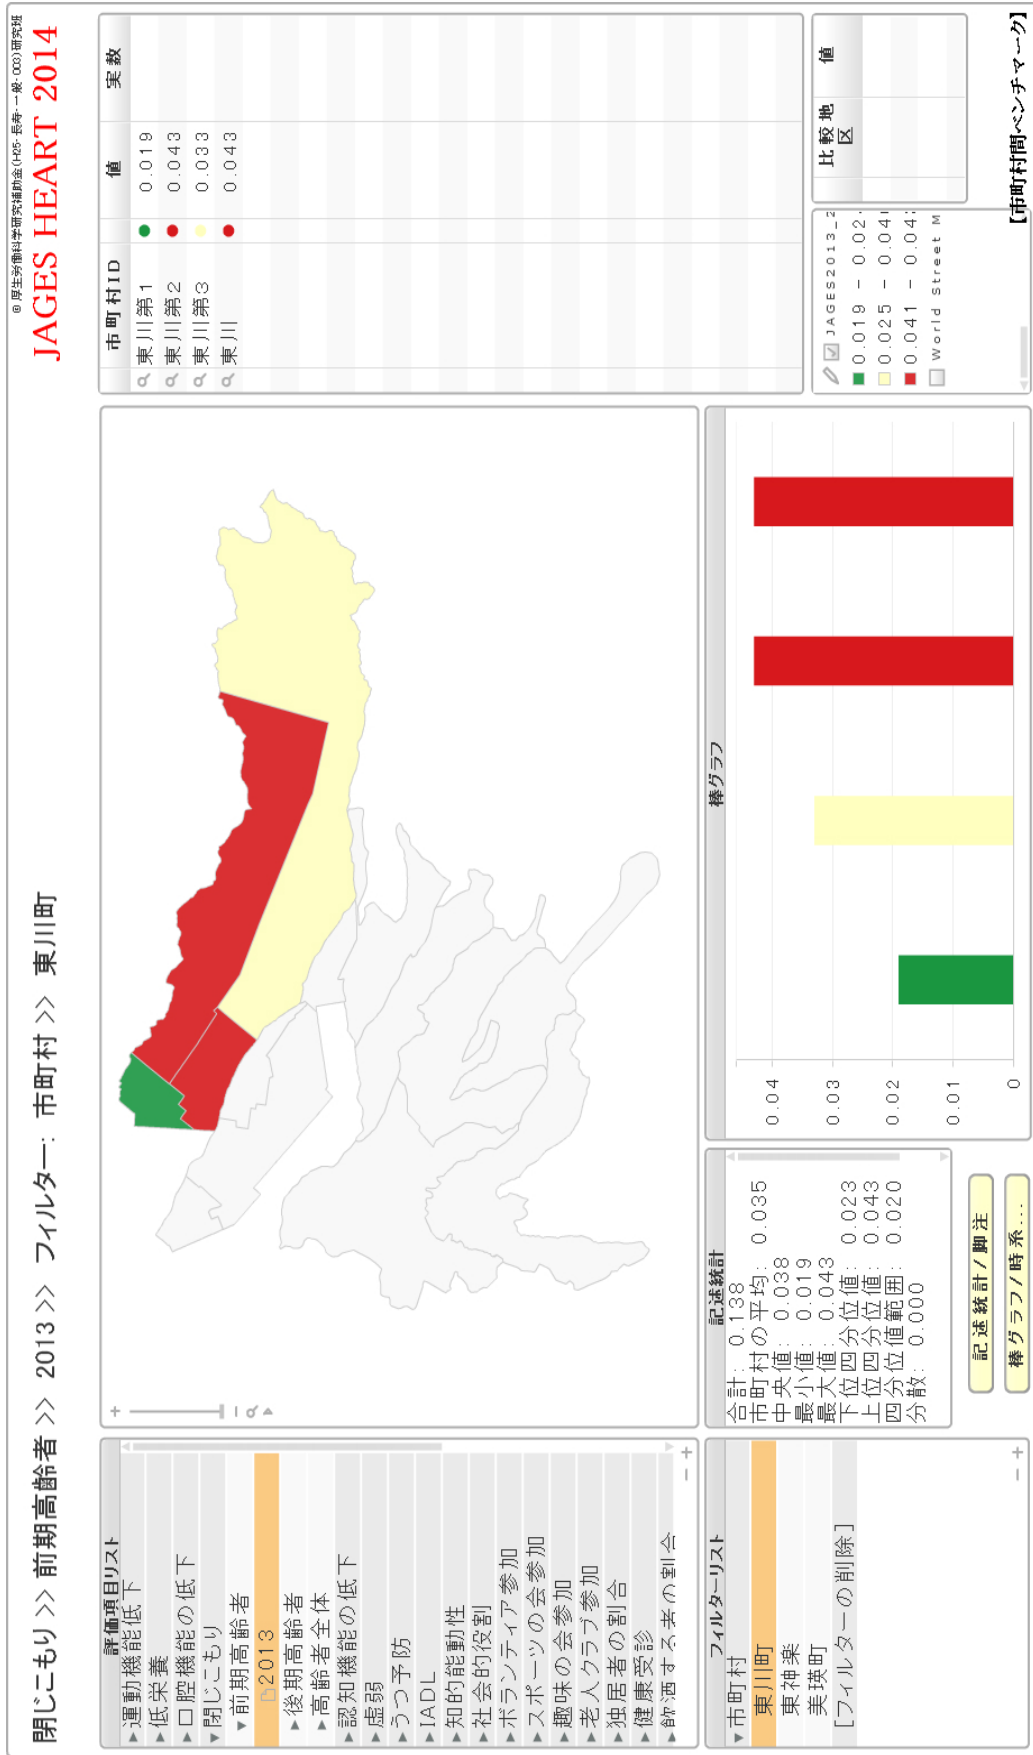 閉じこもり >> 前期高齢者 >> 2013 >> フィルター: 市町村 >> 東川町
© 厚生労働科学研究補助金(H25-長寿-一般-003)研究班
JAGES HEART 2014
評価項目リスト
▶運動機能低下
▶低栄養
▶口腔機能の低下
▼閉じこもり
▼前期高齢者
2013
▶後期高齢者
▶高齢者全体
▶認知機能の低下
▶虚弱
▶うつ予防
▶IADL
▶知的能動性
▶社会的役割
▶ボランティア参加
▶スポーツの会参加
▶趣味の会参加
▶老人クラブ参加
▶独居者の割合
▶健康受診
▶飲酒する者の割合
フィルターリスト
▼市町村
東川町
東神楽
美瑛町
[フィルターの削除]
市町村ID 値 実数
東川第1 0.019
東川第2 0.043
東川第3 0.033
東川 0.043
記述統計
合計: 0.138
市町村の平均: 0.035
中央値: 0.038
最小値: 0.019
最大値: 0.043
下位四分位値: 0.023
上位四分位値: 0.043
四分位値範囲: 0.020
分散: 0.000
記述統計/脚注
棒グラフ/時系...
棒グラフ
0.04
0.03
0.02
0.01
0
JAGES2013_2
0.019 - 0.02
0.025 - 0.04
0.041 - 0.04
World Street M
比較地区 値
【市町村間ベンチマーク】